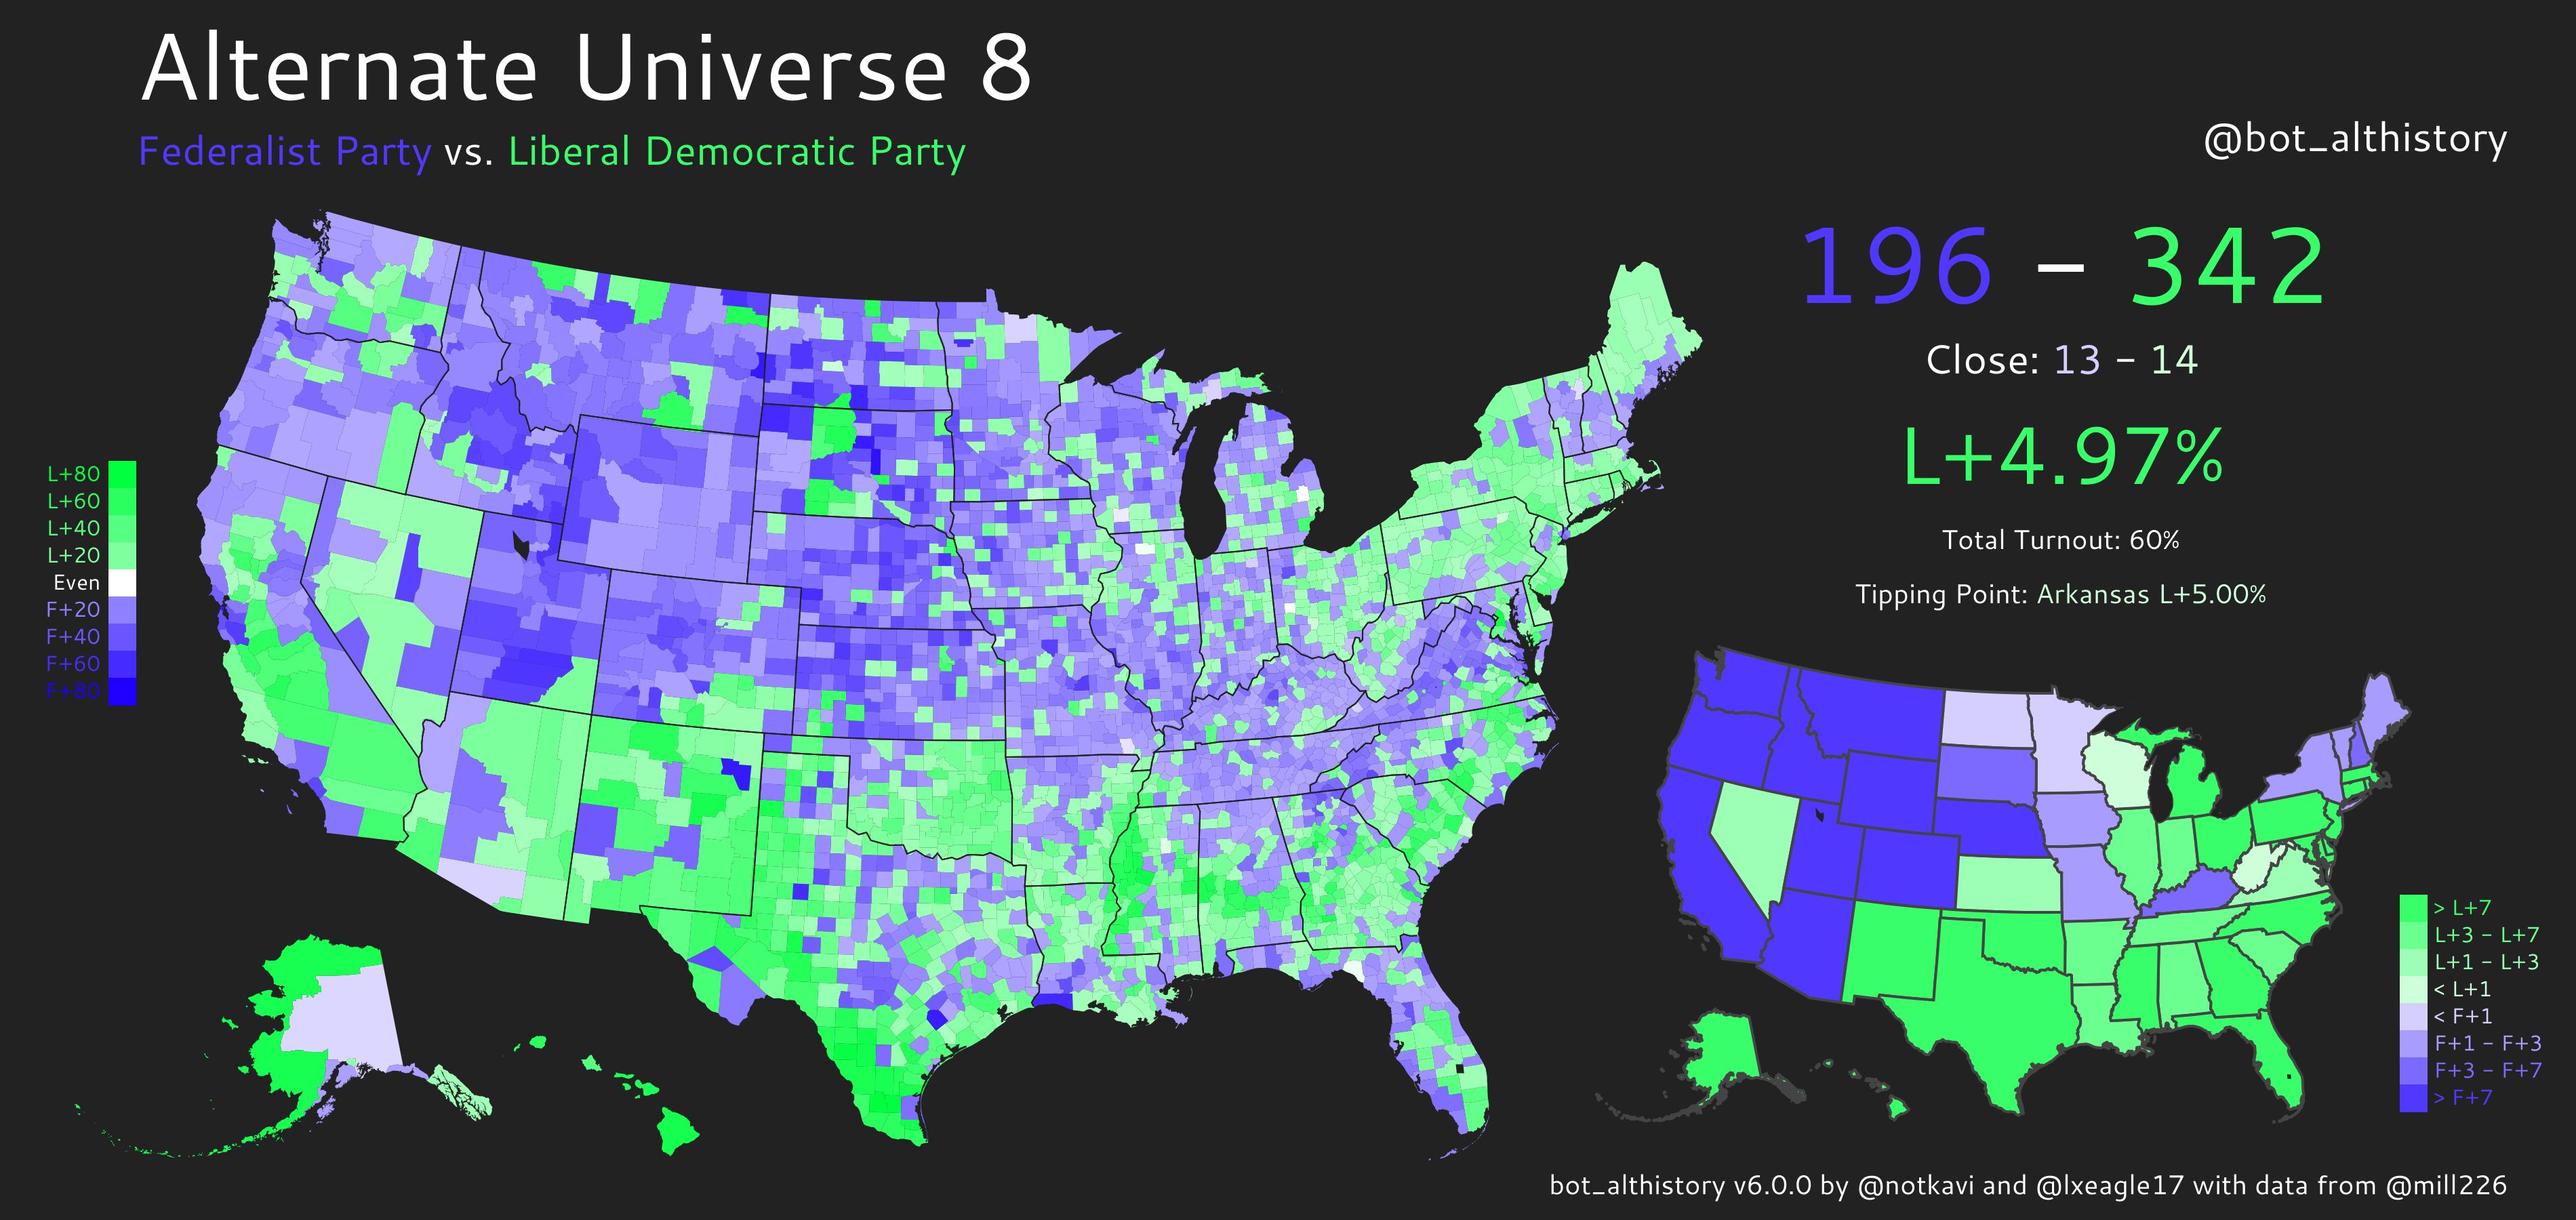 Alternate Universe 8
Federalist Party vs. Liberal Democratic Party
@bot_althistory
196 – 342
Close: 13 – 14
L+4.97%
Total Turnout: 60%
Tipping Point: Arkansas L+5.00%
L+80
L+60
L+40
L+20
Even
F+20
F+40
F+60
F+80
> L+7
L+3 – L+7
L+1 – L+3
< L+1
< F+1
F+1 – F+3
F+3 – F+7
> F+7
bot_althistory v6.0.0 by @notkavi and @lxeagle17 with data from @mill226